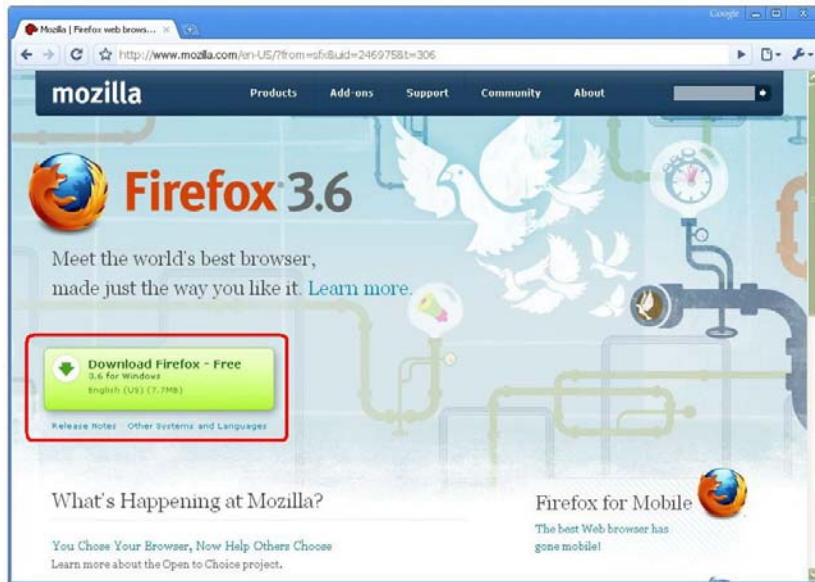 Google
Mozilla | Firefox web brows...
http://www.mozilla.com/en-US/?from=sfx&uid=246975&t=306
mozilla
Products Add-ons Support Community About
Firefox 3.6
Meet the world's best browser,
made just the way you like it. Learn more.
Download Firefox - Free
3.6 for Windows
English (US) (7.7MB)
Release Notes Other Systems and Languages
What's Happening at Mozilla?
You Chose Your Browser, Now Help Others Choose
Learn more about the Open to Choice project.
Firefox for Mobile
The best Web browser has
gone mobile!